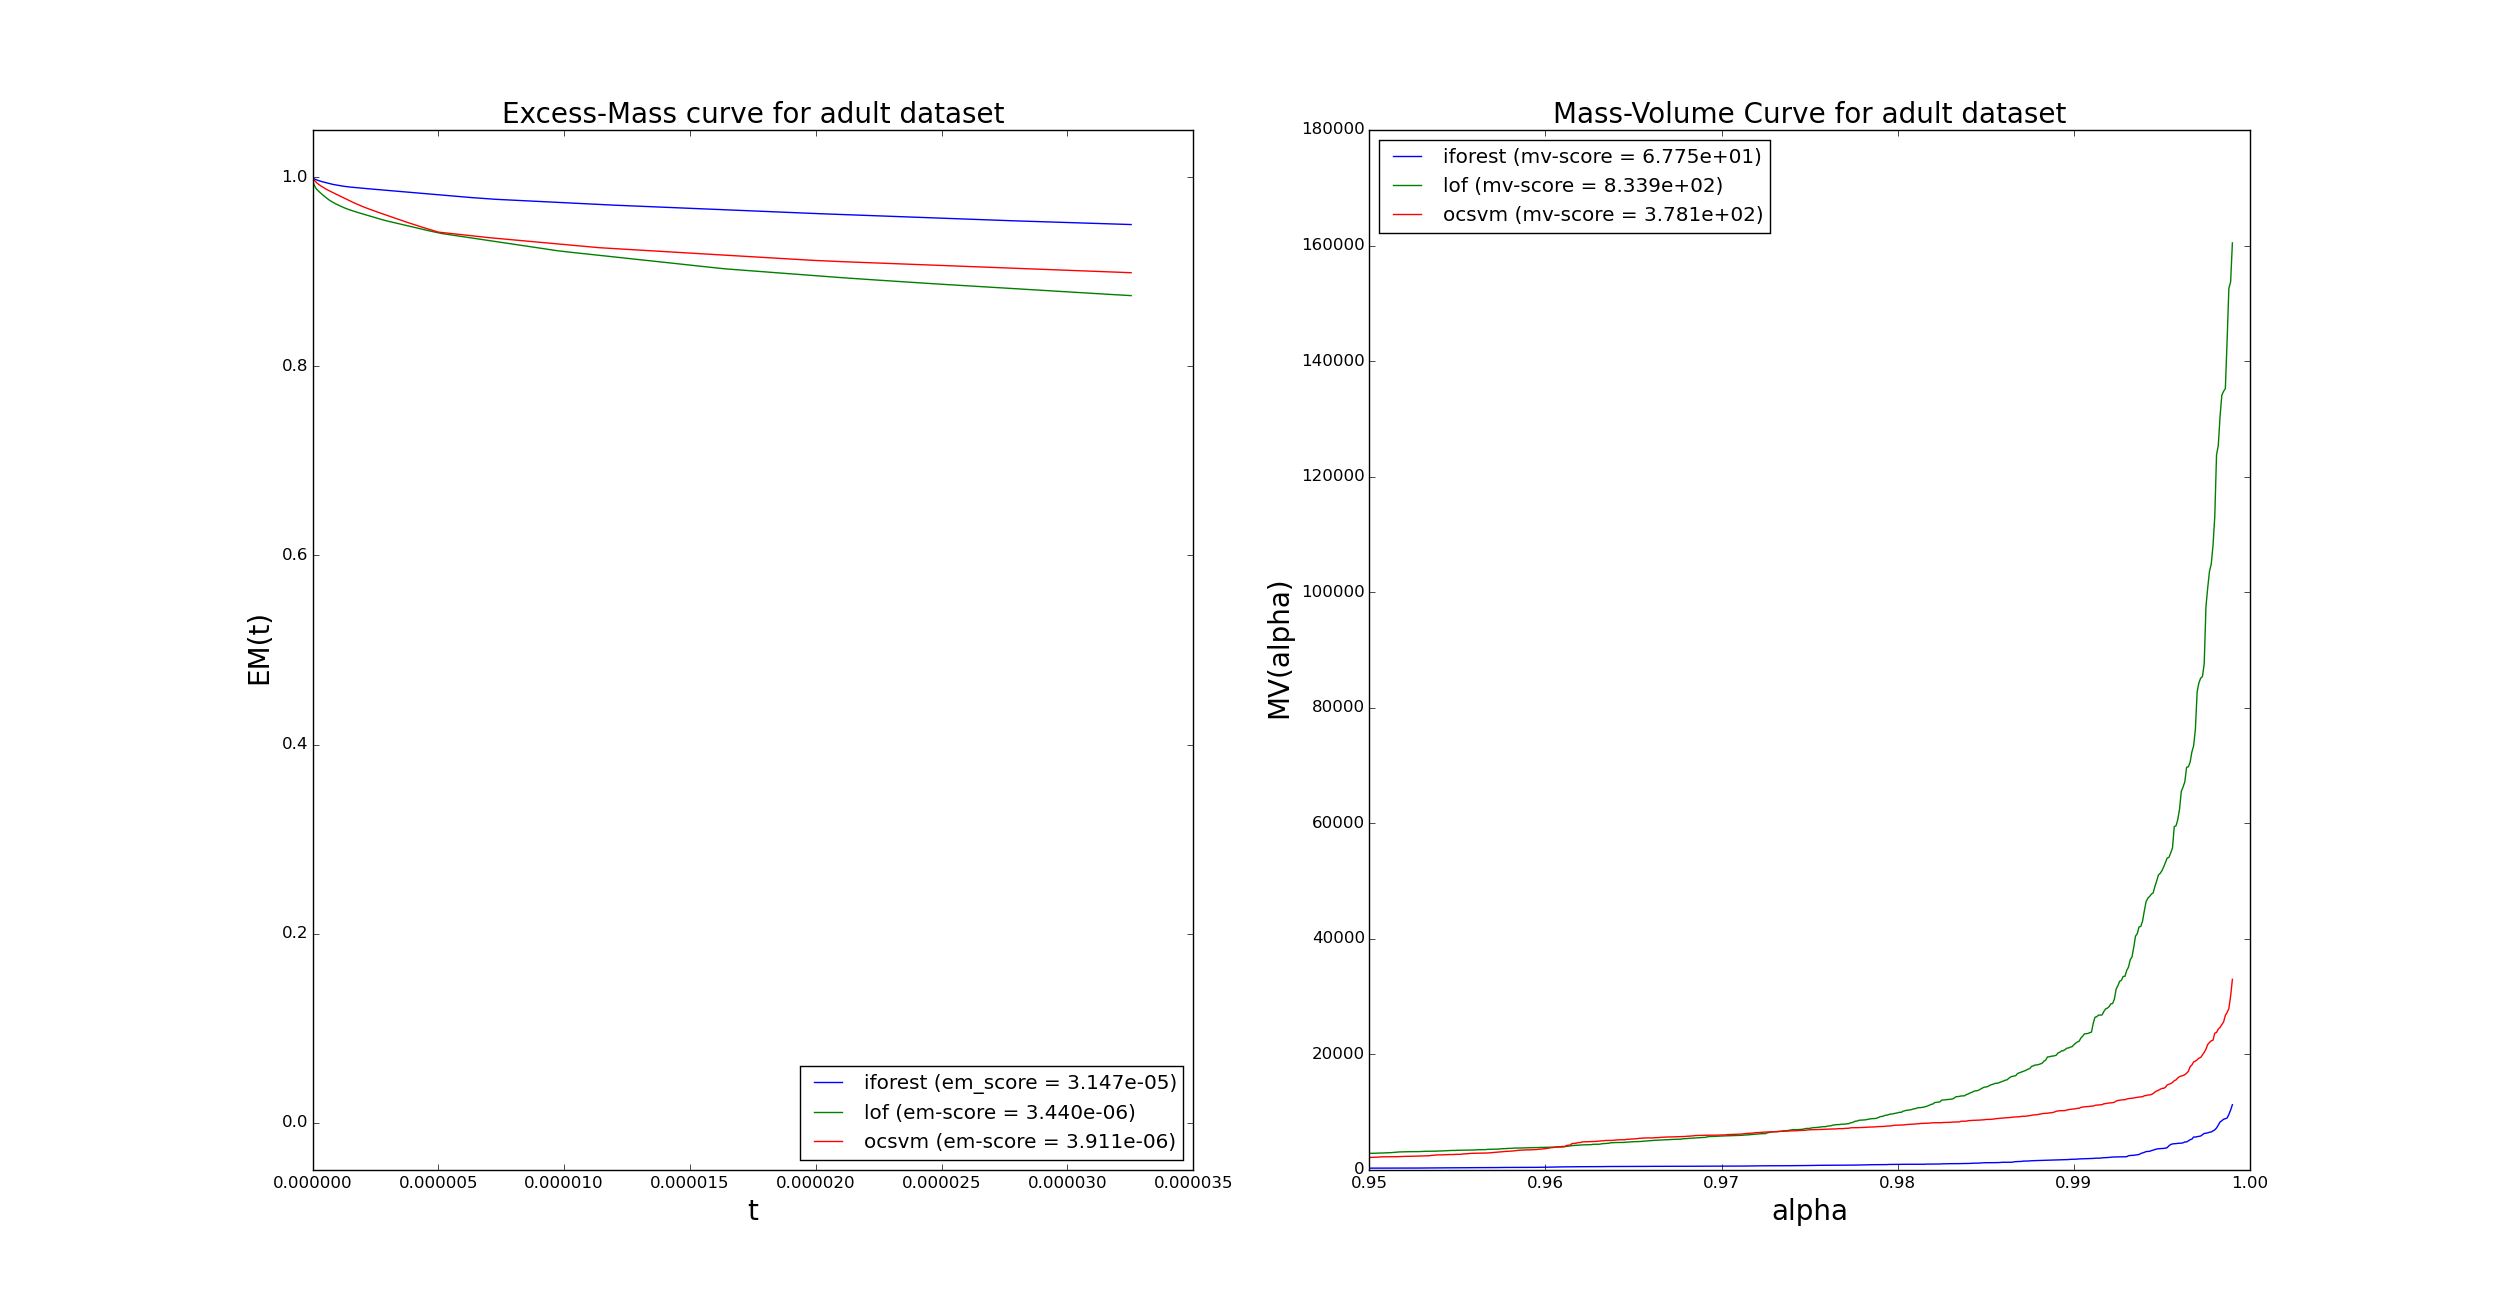 Excess-Mass curve for adult dataset
1.0
0.8
0.6
0.4
0.2
0.0
EM(t)
iforest (em_score = 3.147e-05)
lof (em-score = 3.440e-06)
ocsvm (em-score = 3.911e-06)
0.000000 0.000005 0.000010 0.000015 0.000020 0.000025 0.000030 0.000035
t
Mass-Volume Curve for adult dataset
180000
160000
140000
120000
100000
80000
60000
40000
20000
0
MV(alpha)
iforest (mv-score = 6.775e+01)
lof (mv-score = 8.339e+02)
ocsvm (mv-score = 3.781e+02)
0.95 0.96 0.97 0.98 0.99 1.00
alpha